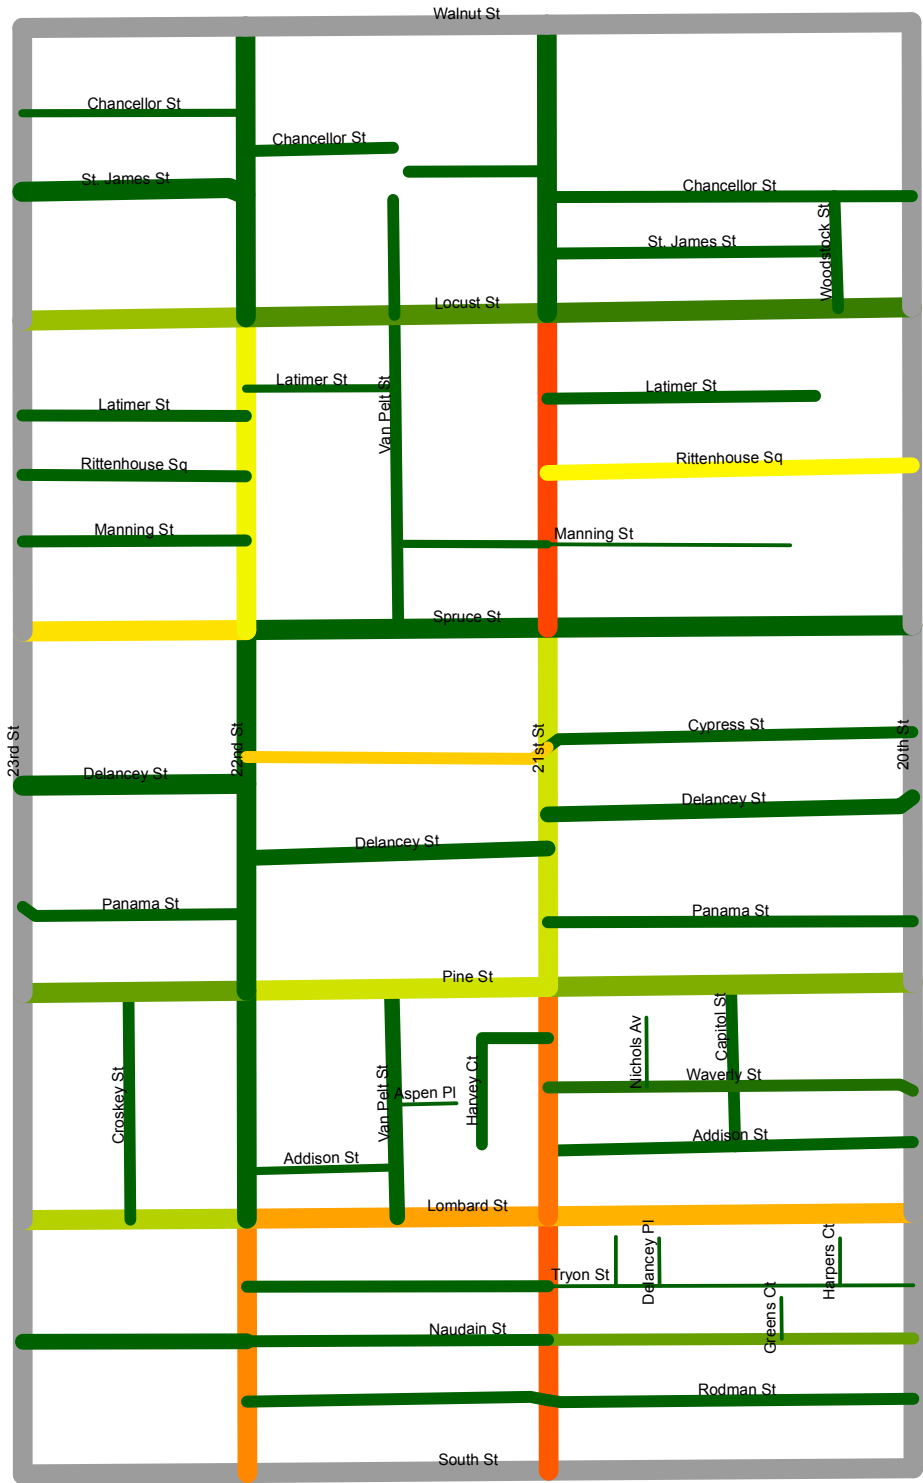 Walnut St
Chancellor St
Chancellor St
St. James St
Chancellor St
Woodstock St
St. James St
Locust St
Latimer St
Van Pelt St
Latimer St
Latimer St
Rittenhouse Sq
Rittenhouse Sq
Manning St
Manning St
Spruce St
23rd St
22nd St
21st St
20th St
Cypress St
Delancey St
Delancey St
Delancey St
Panama St
Panama St
Pine St
Croskey St
Van Pelt St
Aspen Pl
Harvey Ct
Nichols Av
Capitol St
Waverly St
Addison St
Addison St
Lombard St
Tryon St
Delancey Pl
Harpers Ct
Greens Ct
Naudain St
Rodman St
South St